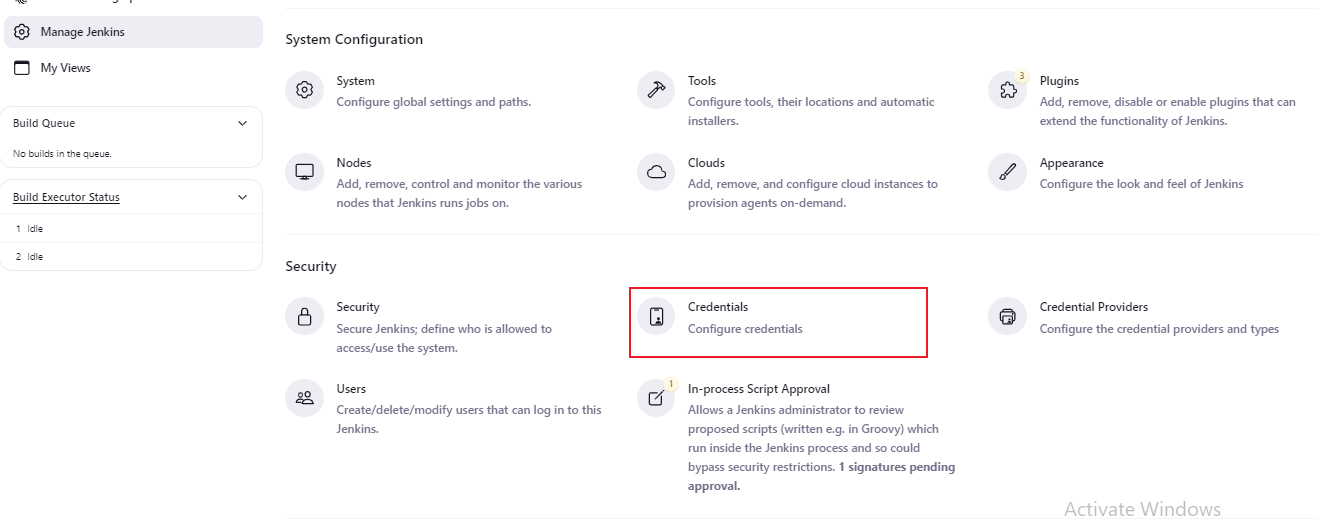 Manage Jenkins
My Views
Build Queue
No builds in the queue.
Build Executor Status
1 Idle
2 Idle
System Configuration
System
Configure global settings and paths.
Tools
Configure tools, their locations and automatic
installers.
3
Plugins
Add, remove, disable or enable plugins that can
extend the functionality of Jenkins.
Nodes
Add, remove, control and monitor the various
nodes that Jenkins runs jobs on.
Clouds
Add, remove, and configure cloud instances to
provision agents on-demand.
Appearance
Configure the look and feel of Jenkins
Security
Security
Secure Jenkins; define who is allowed to
access/use the system.
Credentials
Configure credentials
Credential Providers
Configure the credential providers and types
Users
Create/delete/modify users that can log in to this
Jenkins.
1
In-process Script Approval
Allows a Jenkins administrator to review
proposed scripts (written e.g. in Groovy) which
run inside the Jenkins process and so could
bypass security restrictions. 1 signatures pending
approval.
Activate Windows